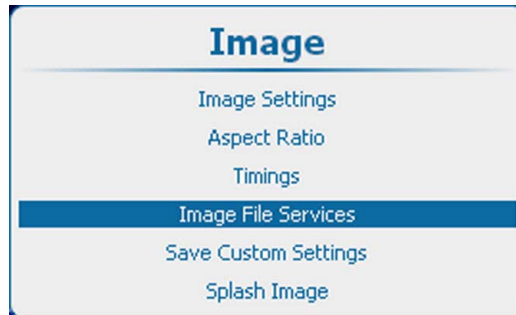 Image
Image Settings
Aspect Ratio
Timings
Image File Services
Save Custom Settings
Splash Image